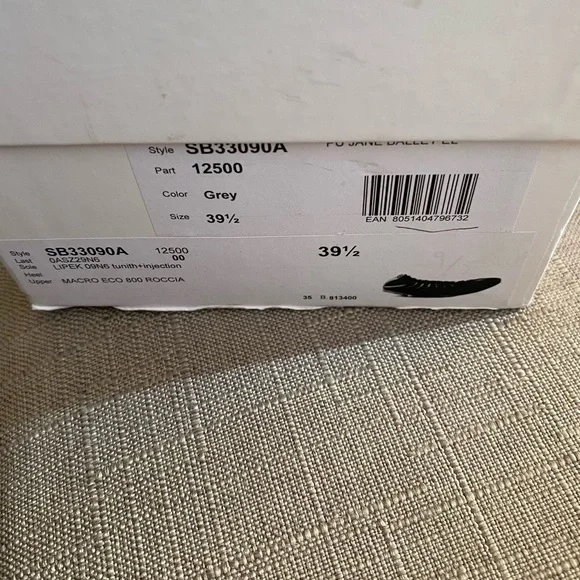 Style SB33090A
Part 12500
Color Grey
Size 39½
EAN 8051404796732
Style SB33090A 12500 39½
Last 0ASZ29N6 00
Sole LIPEK 09N6 tunith+injection
Heel
Upper MACRO ECO 800 ROCCIA
35 B.813400